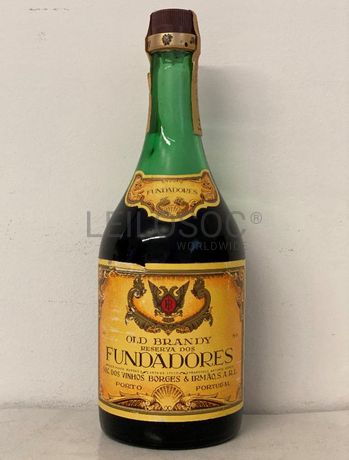 FUNDADORES
LEILOSOC®
WORLDWIDE
OLD BRANDY
RESERVA DOS
FUNDADORES
SOC. DOS VINHOS BORGES & IRMÃO, S.A.R.L.
PORTO PORTUGAL